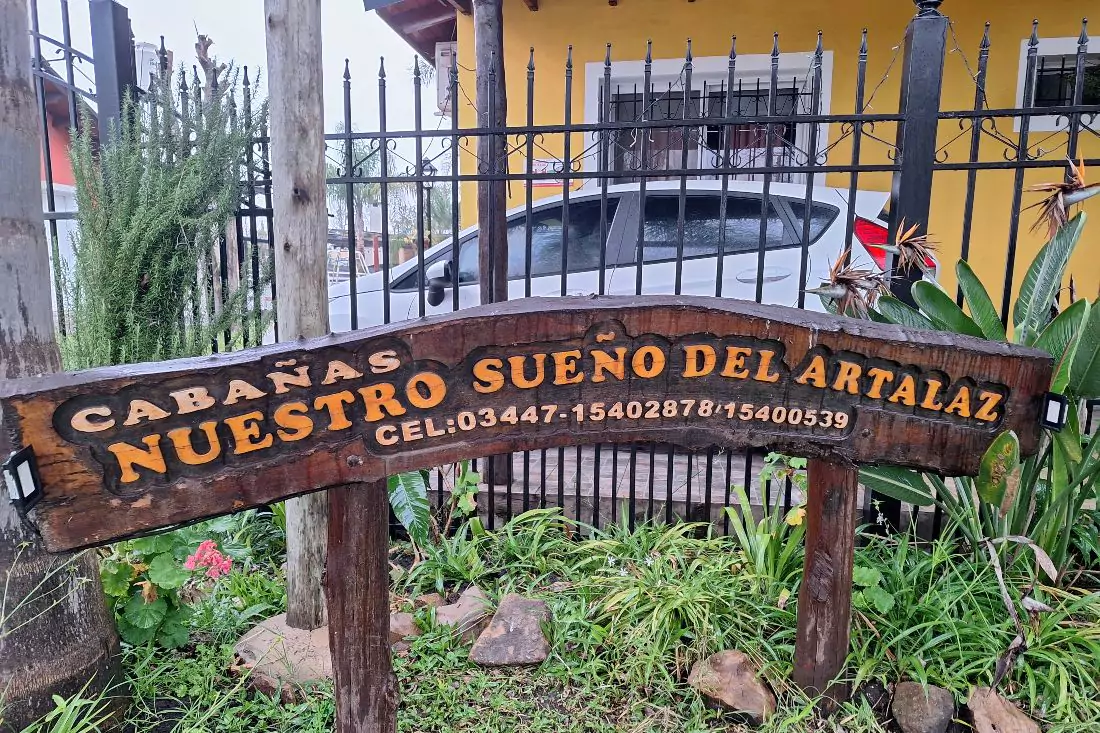 CABAÑAS
NUESTRO SUEÑO DEL ARTALAZ
CEL:03447-15402878/15400539